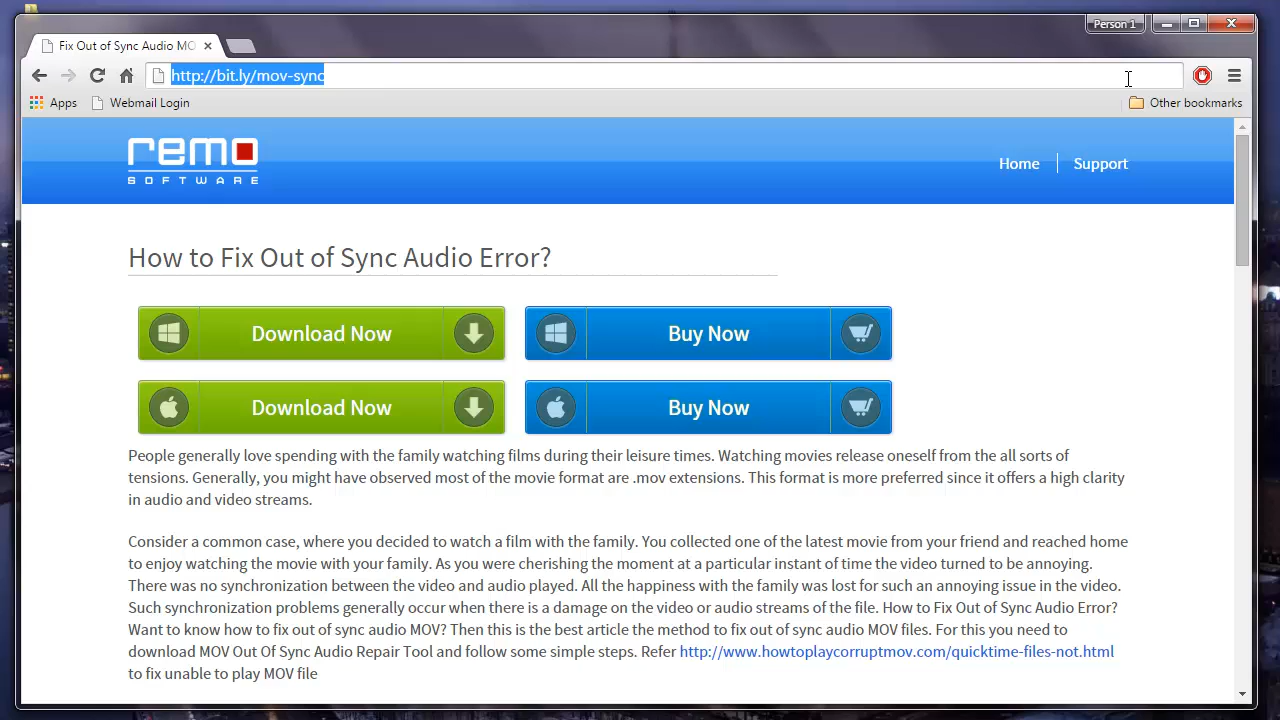 Person 1
Fix Out of Sync Audio MO
http://bit.ly/mov-sync
Apps Webmail Login Other bookmarks
remo
SOFTWARE
Home Support
How to Fix Out of Sync Audio Error?
Download Now Buy Now
Download Now Buy Now
People generally love spending with the family watching films during their leisure times. Watching movies release oneself from the all sorts of
tensions. Generally, you might have observed most of the movie format are .mov extensions. This format is more preferred since it offers a high clarity
in audio and video streams.
Consider a common case, where you decided to watch a film with the family. You collected one of the latest movie from your friend and reached home
to enjoy watching the movie with your family. As you were cherishing the moment at a particular instant of time the video turned to be annoying.
There was no synchronization between the video and audio played. All the happiness with the family was lost for such an annoying issue in the video.
Such synchronization problems generally occur when there is a damage on the video or audio streams of the file. How to Fix Out of Sync Audio Error?
Want to know how to fix out of sync audio MOV? Then this is the best article the method to fix out of sync audio MOV files. For this you need to
download MOV Out Of Sync Audio Repair Tool and follow some simple steps. Refer http://www.howtoplaycorruptmov.com/quicktime-files-not.html
to fix unable to play MOV file